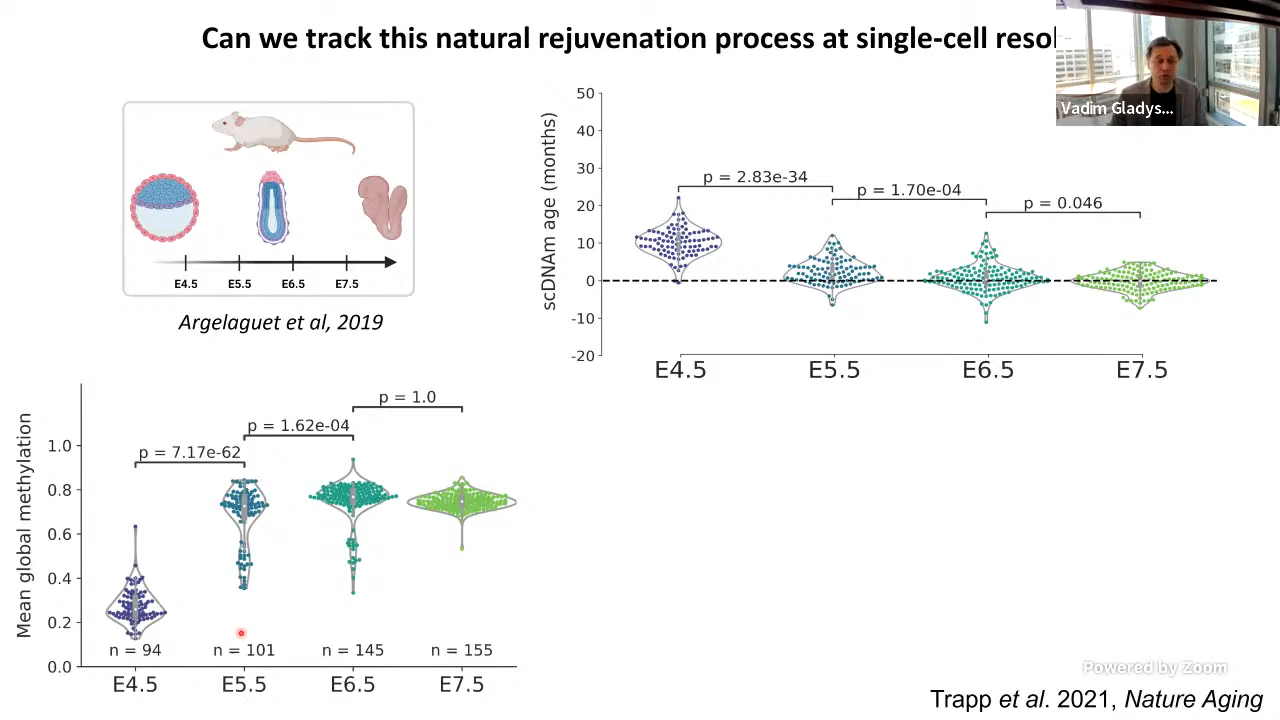 Can we track this natural rejuvenation process at single-cell resol
Vadim Gladys...
E4.5 E5.5 E6.5 E7.5
Argelaguet et al, 2019
scDNAm age (months)
50
40
30
20
10
0
-10
-20
p = 2.83e-34
p = 1.70e-04
p = 0.046
E4.5 E5.5 E6.5 E7.5
Mean global methylation
1.0
0.8
0.6
0.4
0.2
0.0
p = 7.17e-62
p = 1.62e-04
p = 1.0
n = 94 n = 101 n = 145 n = 155
E4.5 E5.5 E6.5 E7.5
Powered by Zoom
Trapp et al. 2021, Nature Aging